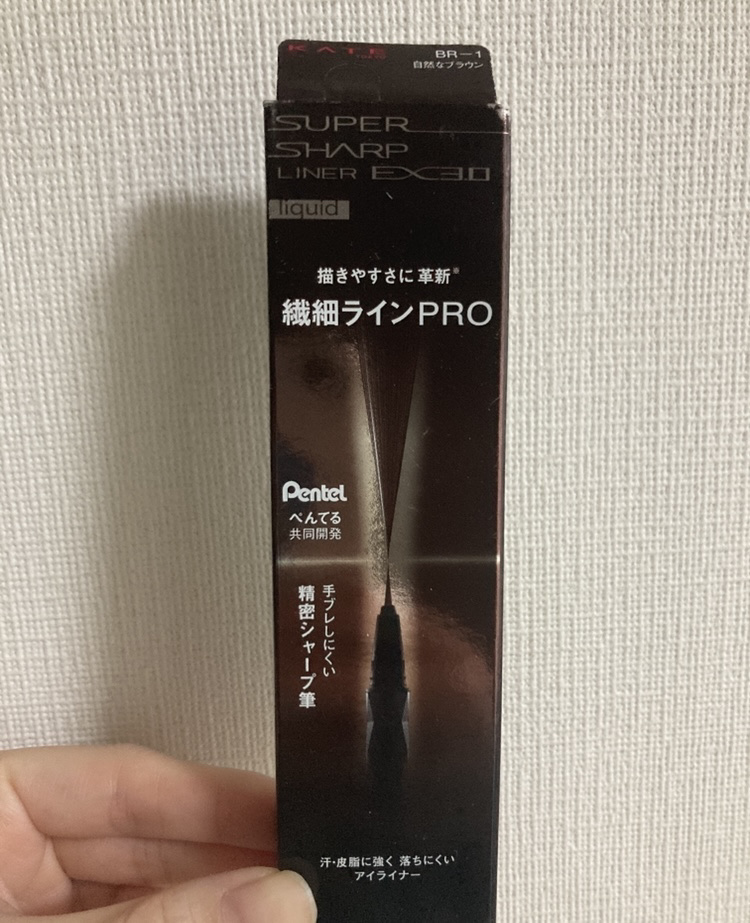 KATE
BR-1
自然なブラウン
SUPER
SHARP
LINER EX3.0
liquid
描きやすさに革新※
繊細ラインPRO
Pentel
ぺんてる
共同開発
手ブレしにくい
精密シャープ筆
汗・皮脂に強く 落ちにくい
アイライナー